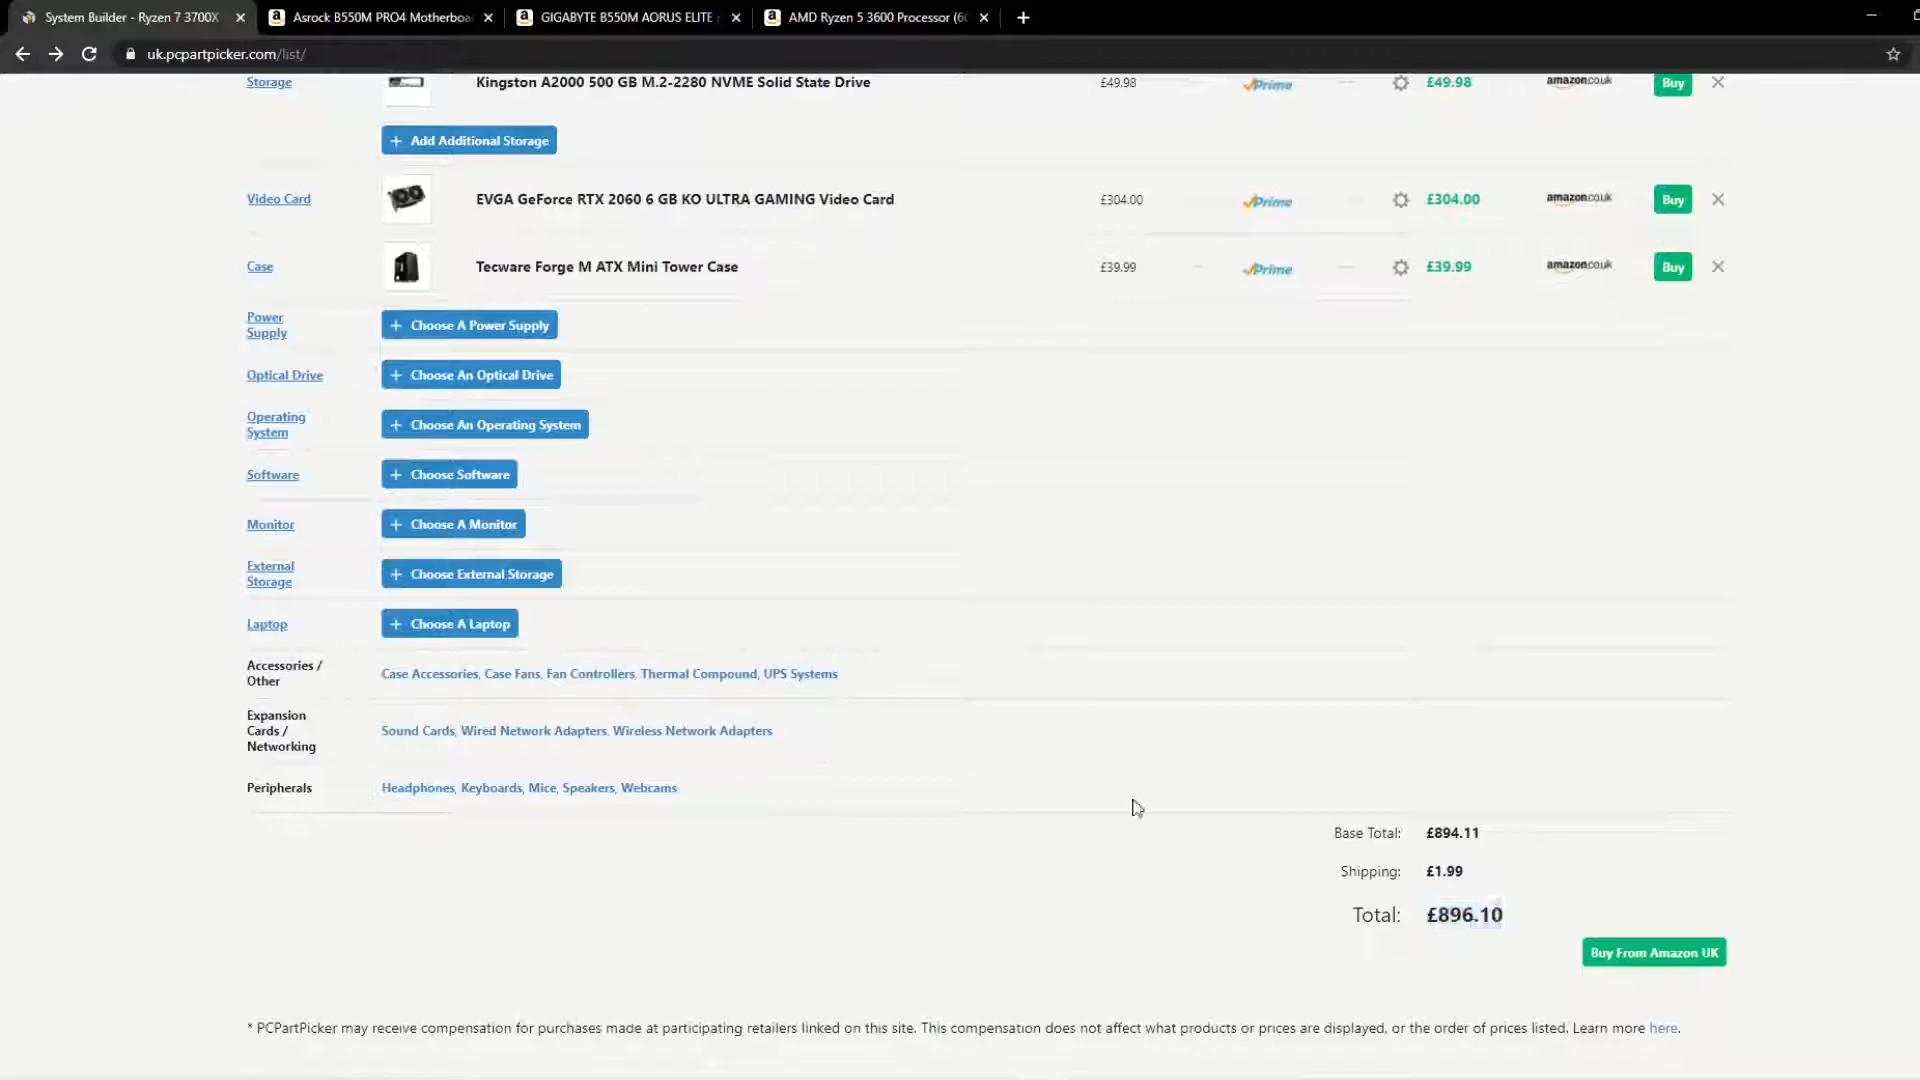 System Builder - Ryzen 7 3700X
Asrock B550M PRO4 Motherboa
GIGABYTE B550M AORUS ELITE
AMD Ryzen 5 3600 Processor (6C
uk.pcpartpicker.com/list/
Storage Kingston A2000 500 GB M.2-2280 NVME Solid State Drive £49.98 Prime £49.98 amazon.co.uk Buy
+ Add Additional Storage
Video Card EVGA GeForce RTX 2060 6 GB KO ULTRA GAMING Video Card £304.00 Prime £304.00 amazon.co.uk Buy
Case Tecware Forge M ATX Mini Tower Case £39.99 Prime £39.99 amazon.co.uk Buy
Power
Supply
+ Choose A Power Supply
Optical Drive + Choose An Optical Drive
Operating
System
+ Choose An Operating System
Software + Choose Software
Monitor + Choose A Monitor
External
Storage
+ Choose External Storage
Laptop + Choose A Laptop
Accessories /
Other
Case Accessories, Case Fans, Fan Controllers, Thermal Compound, UPS Systems
Expansion
Cards /
Networking
Sound Cards, Wired Network Adapters, Wireless Network Adapters
Peripherals Headphones, Keyboards, Mice, Speakers, Webcams
Base Total: £894.11
Shipping: £1.99
Total: £896.10
Buy From Amazon UK
* PCPartPicker may receive compensation for purchases made at participating retailers linked on this site. This compensation does not affect what products or prices are displayed, or the order of prices listed. Learn more here.